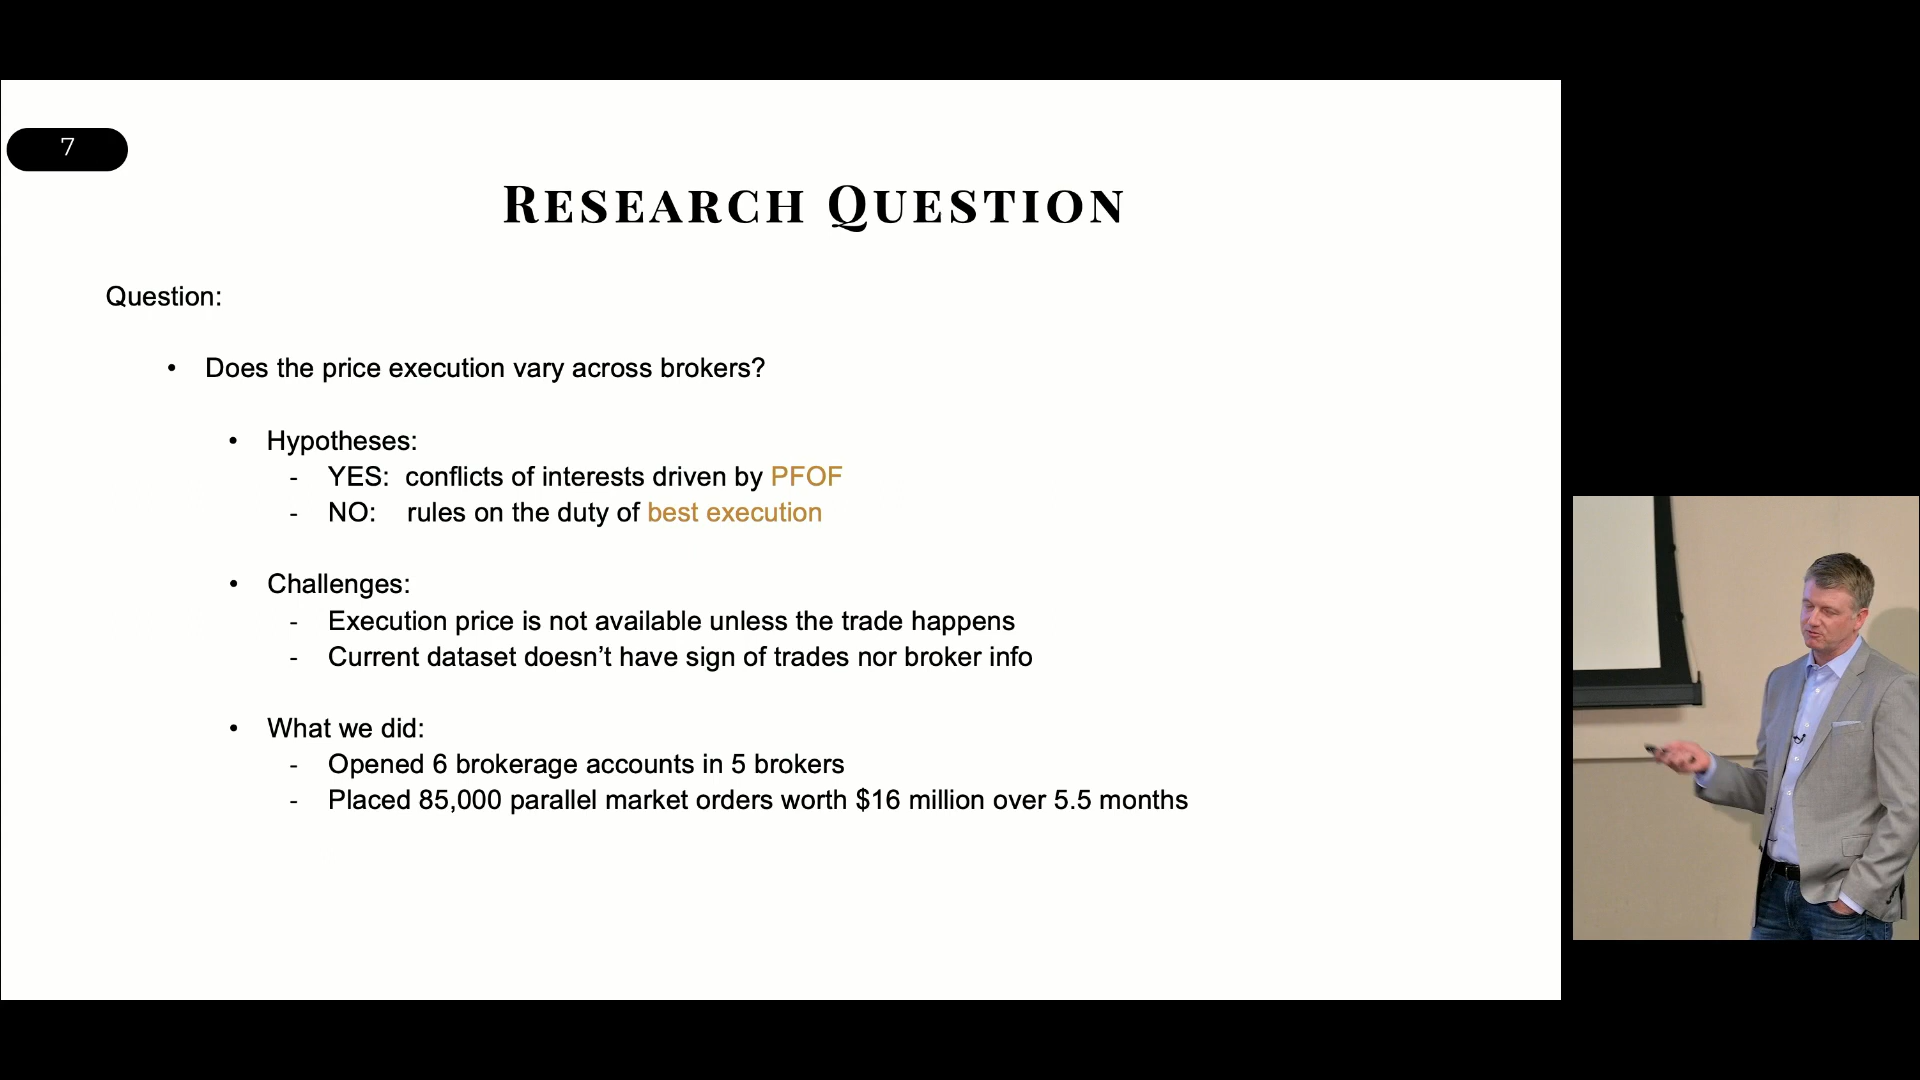 7
RESEARCH QUESTION
Question:
• Does the price execution vary across brokers?
• Hypotheses:
- YES: conflicts of interests driven by PFOF
- NO: rules on the duty of best execution
• Challenges:
- Execution price is not available unless the trade happens
- Current dataset doesn’t have sign of trades nor broker info
• What we did:
- Opened 6 brokerage accounts in 5 brokers
- Placed 85,000 parallel market orders worth $16 million over 5.5 months